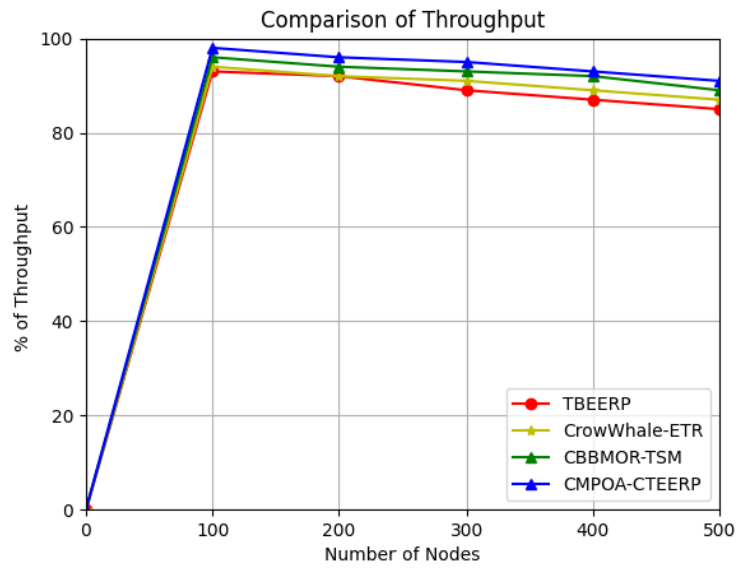 Comparison of Throughput
% of Throughput
100
80
60
40
20
0
0 100 200 300 400 500
Number of Nodes
TBEERP
CrowWhale-ETR
CBBMOR-TSM
CMPOA-CTEERP